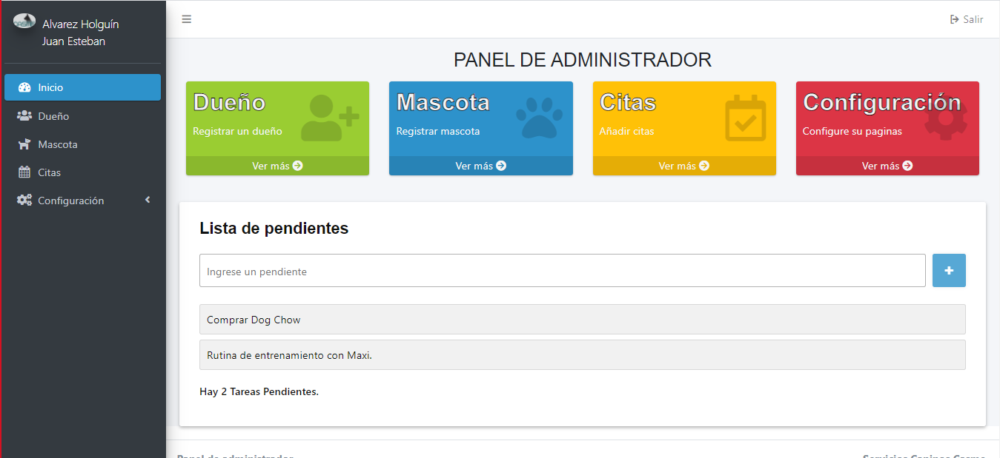 Alvarez Holguín
Juan Esteban
Inicio
Dueño
Mascota
Citas
Configuración
Salir
PANEL DE ADMINISTRADOR
Dueño
Registrar un dueño
Ver más
Mascota
Registrar mascota
Ver más
Citas
Añadir citas
Ver más
Configuración
Configure su paginas
Ver más
Lista de pendientes
Ingrese un pendiente
Comprar Dog Chow
Rutina de entrenamiento con Maxi.
Hay 2 Tareas Pendientes.
Panel de administrador
Servicios Caninos Cosmo